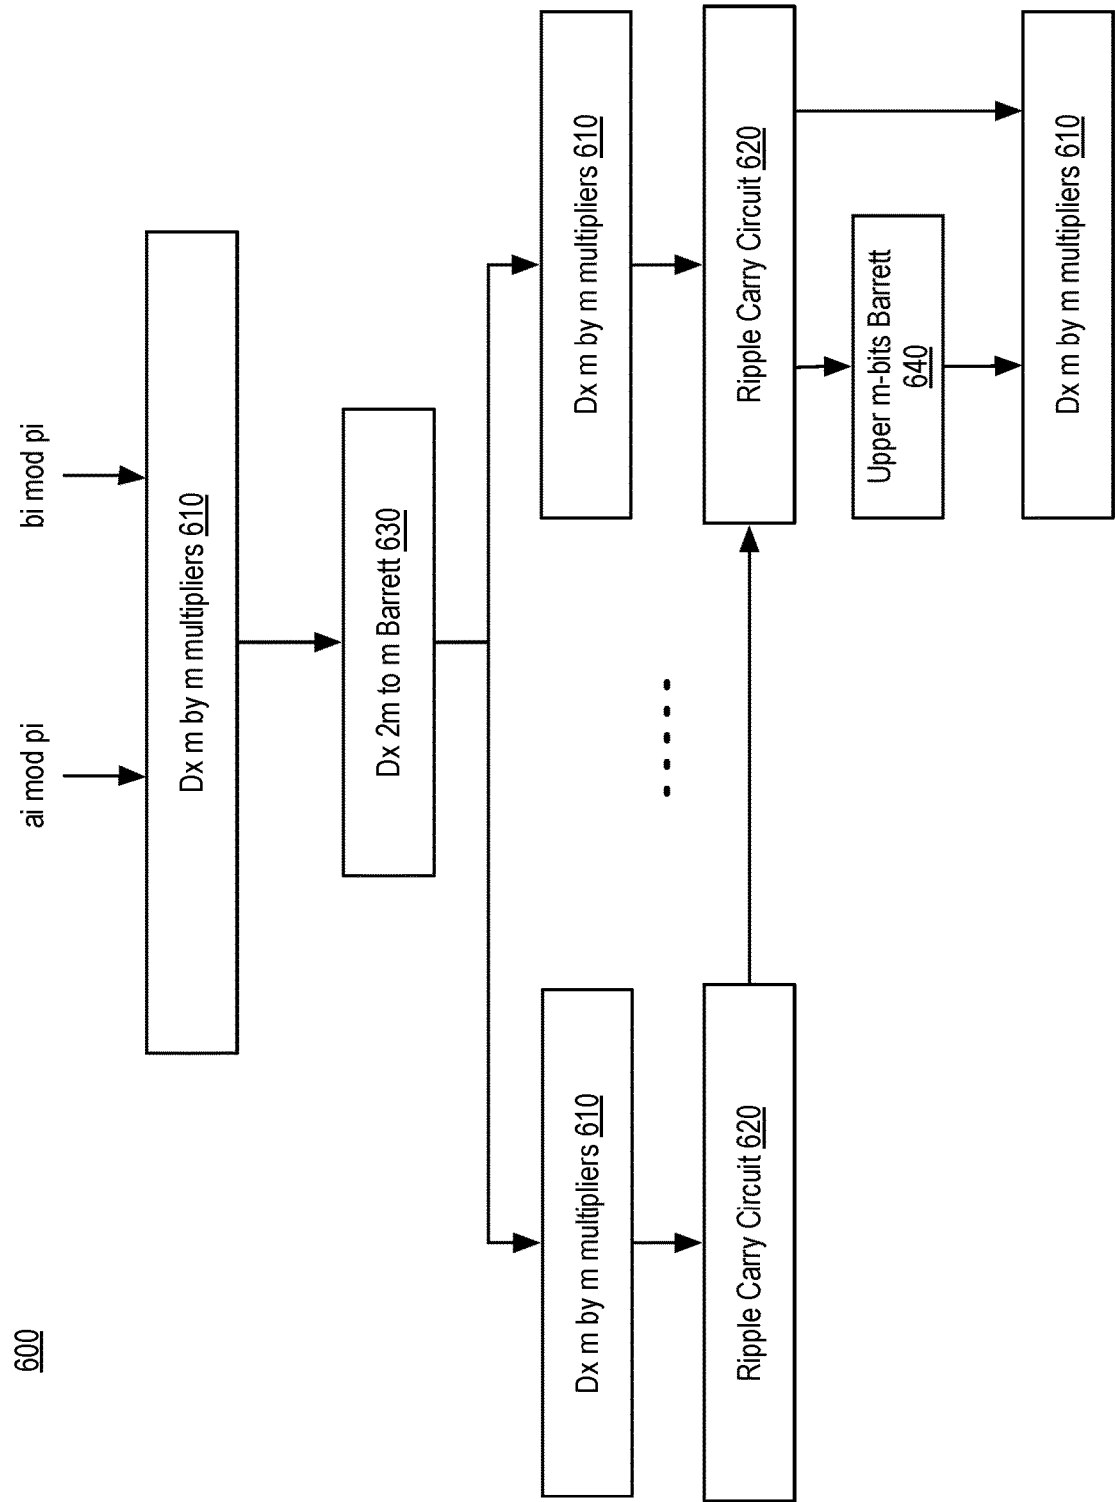 600
ai mod pi
bi mod pi
Dx m by m multipliers 610
Dx 2m to m Barrett 630
Dx m by m multipliers 610
Dx m by m multipliers 610
Ripple Carry Circuit 620
Ripple Carry Circuit 620
Upper m-bits Barrett
640
Dx m by m multipliers 610